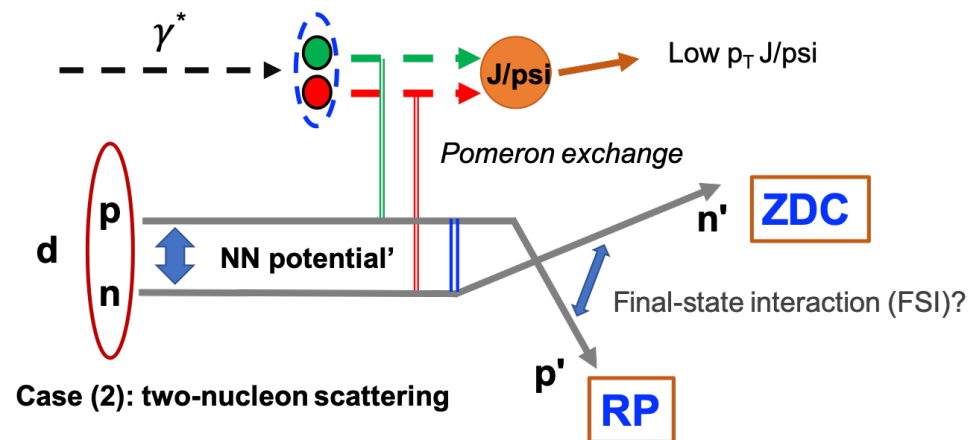 γ*
J/psi
Low pT J/psi
Pomeron exchange
p
d
NN potential’
n
n'
ZDC
Final-state interaction (FSI)?
p'
RP
Case (2): two-nucleon scattering